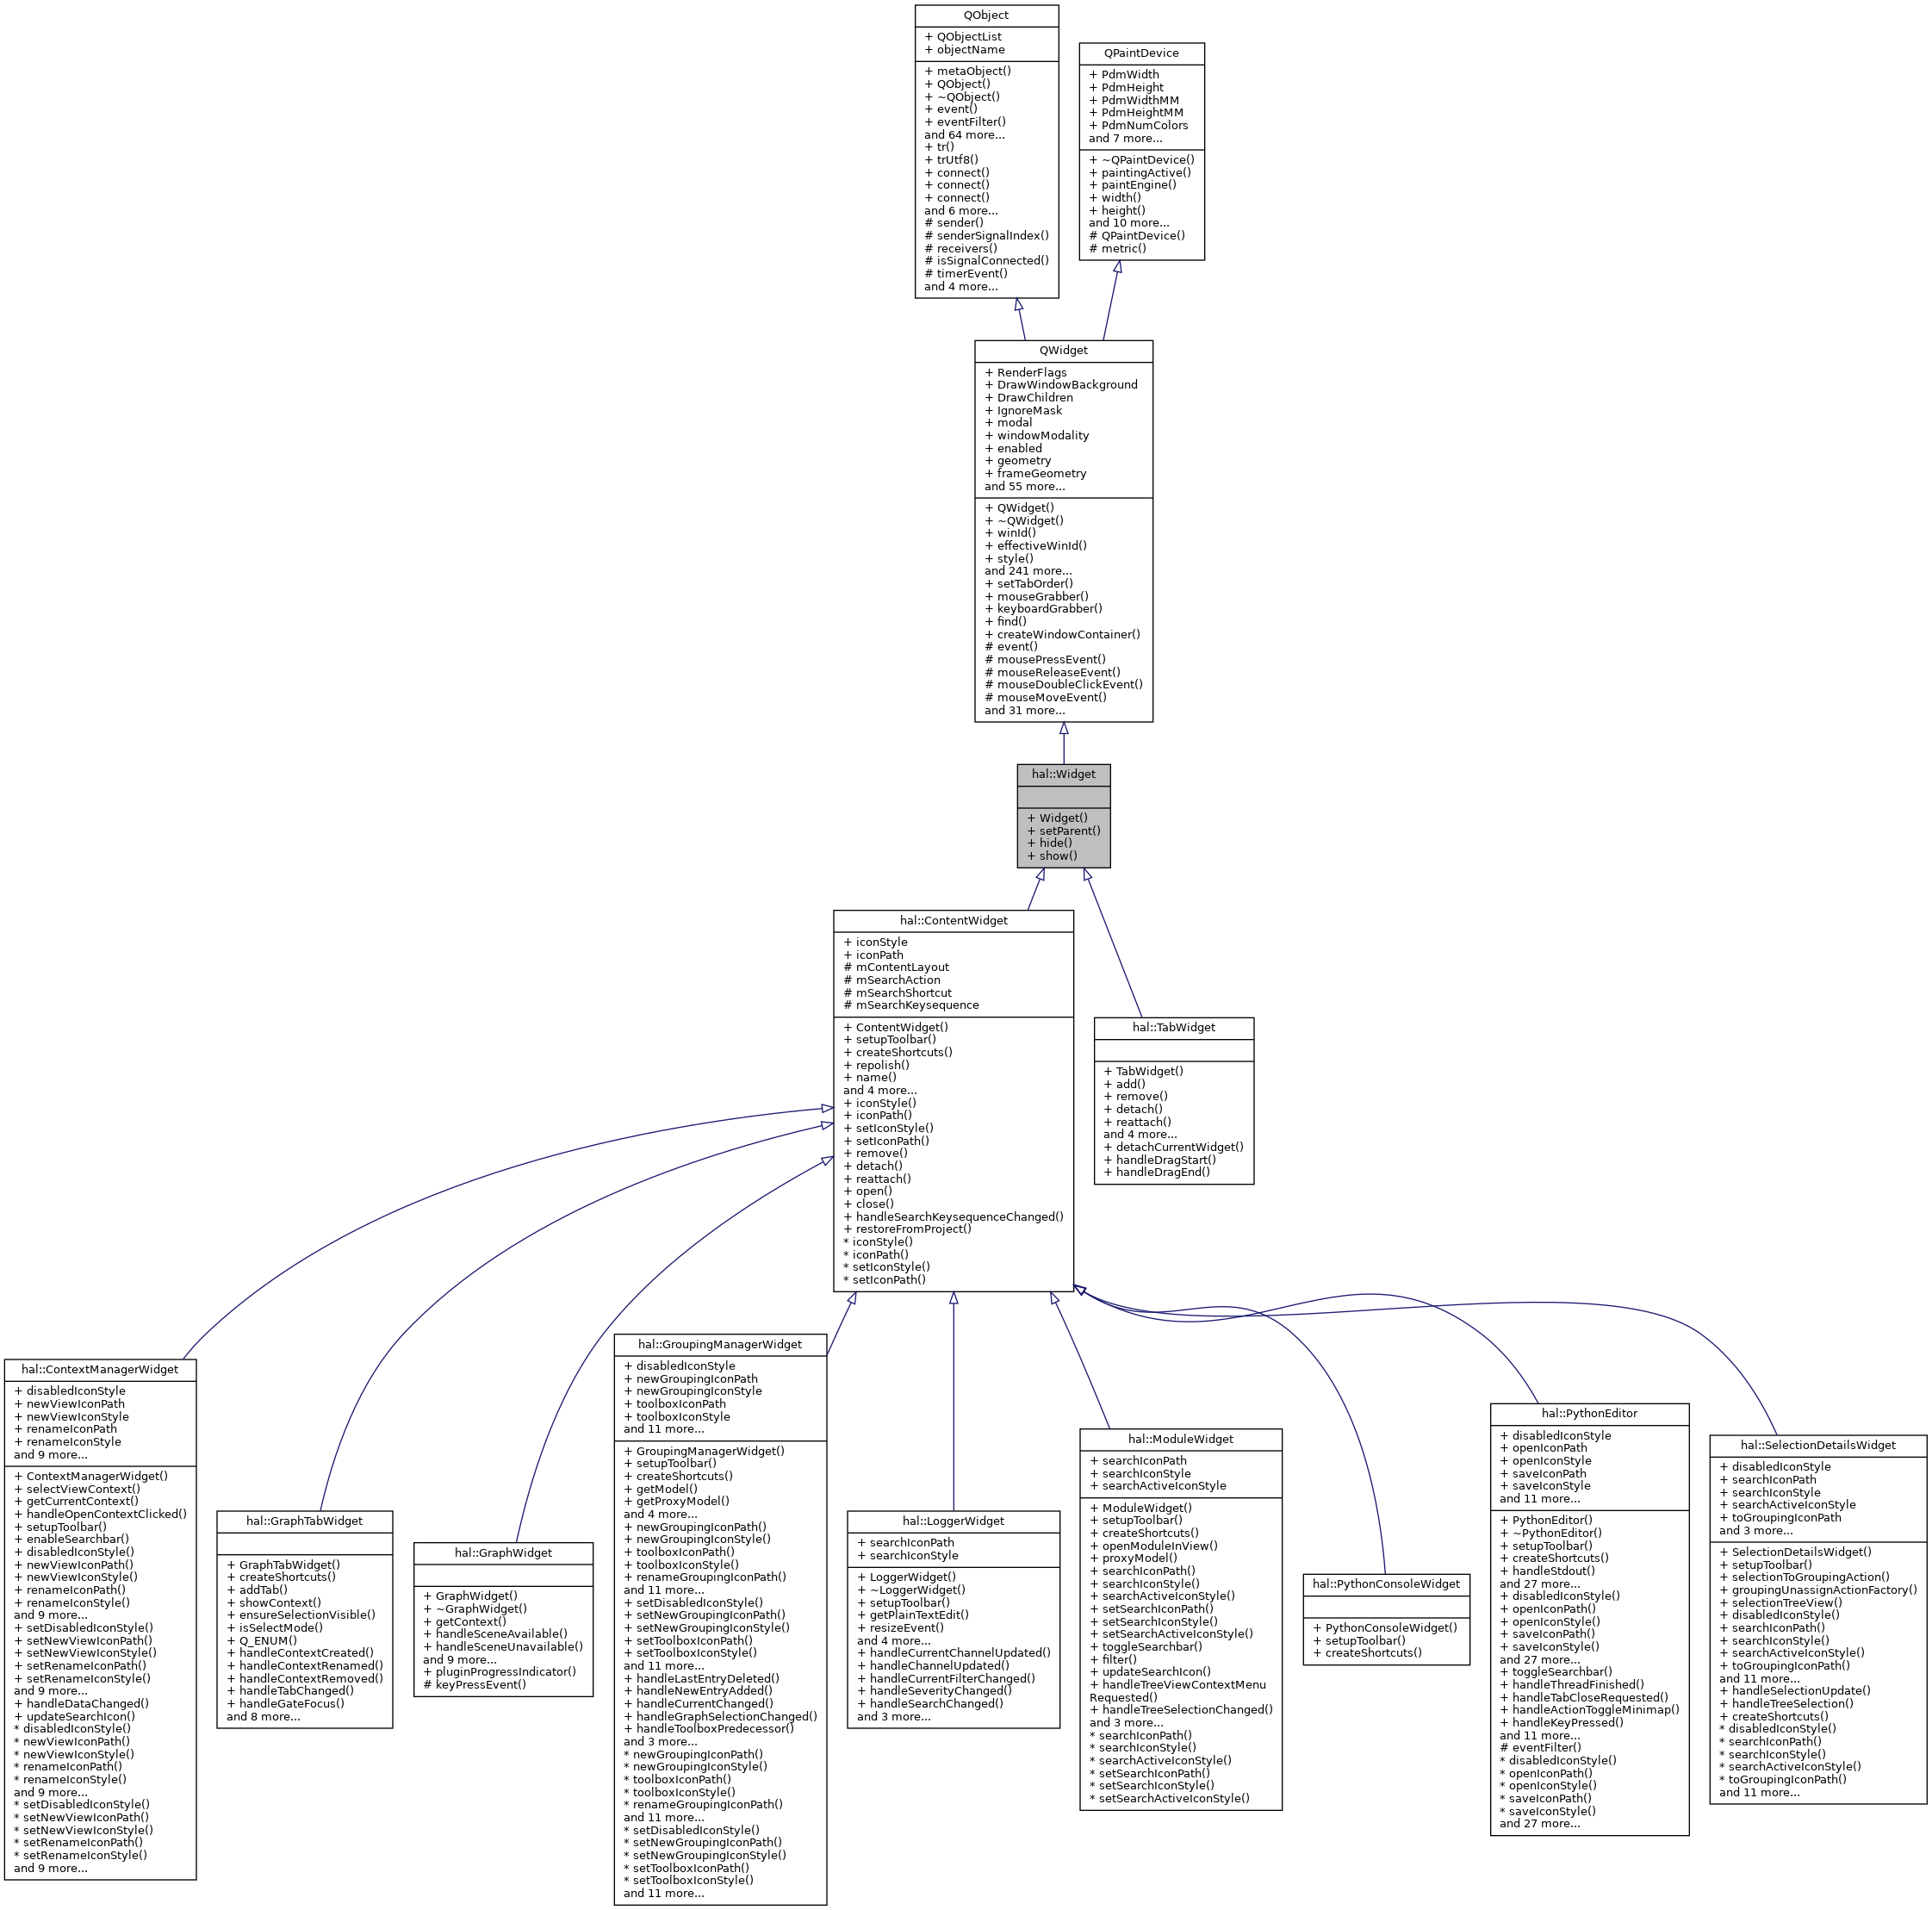 QObject
+ QObjectList
+ objectName
+ metaObject()
+ QObject()
+ ~QObject()
+ event()
+ eventFilter()
and 64 more...
+ tr()
+ trUtf8()
+ connect()
+ connect()
+ connect()
and 6 more...
# sender()
# senderSignalIndex()
# receivers()
# isSignalConnected()
# timerEvent()
and 4 more...
QPaintDevice
+ PdmWidth
+ PdmHeight
+ PdmWidthMM
+ PdmHeightMM
+ PdmNumColors
and 7 more...
+ ~QPaintDevice()
+ paintingActive()
+ paintEngine()
+ width()
+ height()
and 10 more...
# QPaintDevice()
# metric()
QWidget
+ RenderFlags
+ DrawWindowBackground
+ DrawChildren
+ IgnoreMask
+ modal
+ windowModality
+ enabled
+ geometry
+ frameGeometry
and 55 more...
+ QWidget()
+ ~QWidget()
+ winId()
+ effectiveWinId()
+ style()
and 241 more...
+ setTabOrder()
+ mouseGrabber()
+ keyboardGrabber()
+ find()
+ createWindowContainer()
# event()
# mousePressEvent()
# mouseReleaseEvent()
# mouseDoubleClickEvent()
# mouseMoveEvent()
and 31 more...
hal::Widget
+ Widget()
+ setParent()
+ hide()
+ show()
hal::ContentWidget
+ iconStyle
+ iconPath
# mContentLayout
# mSearchAction
# mSearchShortcut
# mSearchKeysequence
+ ContentWidget()
+ setupToolbar()
+ createShortcuts()
+ repolish()
+ name()
and 4 more...
+ iconStyle()
+ iconPath()
+ setIconStyle()
+ setIconPath()
+ remove()
+ detach()
+ reattach()
+ open()
+ close()
+ handleSearchKeysequenceChanged()
+ restoreFromProject()
* iconStyle()
* iconPath()
* setIconStyle()
* setIconPath()
hal::TabWidget
+ TabWidget()
+ add()
+ remove()
+ detach()
+ reattach()
and 4 more...
+ detachCurrentWidget()
+ handleDragStart()
+ handleDragEnd()
hal::ContextManagerWidget
+ disabledIconStyle
+ newViewIconPath
+ newViewIconStyle
+ renameIconPath
+ renameIconStyle
and 9 more...
+ ContextManagerWidget()
+ selectViewContext()
+ getCurrentContext()
+ handleOpenContextClicked()
+ setupToolbar()
+ enableSearchbar()
+ disabledIconStyle()
+ newViewIconPath()
+ newViewIconStyle()
+ renameIconPath()
+ renameIconStyle()
and 9 more...
+ setDisabledIconStyle()
+ setNewViewIconPath()
+ setNewViewIconStyle()
+ setRenameIconPath()
+ setRenameIconStyle()
and 9 more...
+ handleDataChanged()
+ updateSearchIcon()
* disabledIconStyle()
* newViewIconPath()
* newViewIconStyle()
* renameIconPath()
* renameIconStyle()
and 9 more...
* setDisabledIconStyle()
* setNewViewIconPath()
* setNewViewIconStyle()
* setRenameIconPath()
* setRenameIconStyle()
and 9 more...
hal::GraphTabWidget
+ GraphTabWidget()
+ createShortcuts()
+ addTab()
+ showContext()
+ ensureSelectionVisible()
+ isSelectMode()
+ Q_ENUM()
+ handleContextCreated()
+ handleContextRenamed()
+ handleContextRemoved()
+ handleTabChanged()
+ handleGateFocus()
and 8 more...
hal::GraphWidget
+ GraphWidget()
+ ~GraphWidget()
+ getContext()
+ handleSceneAvailable()
+ handleSceneUnavailable()
and 9 more...
+ pluginProgressIndicator()
# keyPressEvent()
hal::GroupingManagerWidget
+ disabledIconStyle
+ newGroupingIconPath
+ newGroupingIconStyle
+ toolboxIconPath
+ toolboxIconStyle
and 11 more...
+ GroupingManagerWidget()
+ setupToolbar()
+ createShortcuts()
+ getModel()
+ getProxyModel()
and 4 more...
+ newGroupingIconPath()
+ newGroupingIconStyle()
+ toolboxIconPath()
+ toolboxIconStyle()
+ renameGroupingIconPath()
and 11 more...
+ setDisabledIconStyle()
+ setNewGroupingIconPath()
+ setNewGroupingIconStyle()
+ setToolboxIconPath()
+ setToolboxIconStyle()
and 11 more...
+ handleLastEntryDeleted()
+ handleNewEntryAdded()
+ handleCurrentChanged()
+ handleGraphSelectionChanged()
+ handleToolboxPredecessor()
and 3 more...
* newGroupingIconPath()
* newGroupingIconStyle()
* toolboxIconPath()
* toolboxIconStyle()
* renameGroupingIconPath()
and 11 more...
* setDisabledIconStyle()
* setNewGroupingIconPath()
* setNewGroupingIconStyle()
* setToolboxIconPath()
* setToolboxIconStyle()
and 11 more...
hal::LoggerWidget
+ searchIconPath
+ searchIconStyle
+ LoggerWidget()
+ ~LoggerWidget()
+ setupToolbar()
+ getPlainTextEdit()
+ resizeEvent()
and 4 more...
+ handleCurrentChannelUpdated()
+ handleChannelUpdated()
+ handleCurrentFilterChanged()
+ handleSeverityChanged()
+ handleSearchChanged()
and 3 more...
hal::ModuleWidget
+ searchIconPath
+ searchIconStyle
+ searchActiveIconStyle
+ ModuleWidget()
+ setupToolbar()
+ createShortcuts()
+ openModuleInView()
+ proxyModel()
+ searchIconPath()
+ searchIconStyle()
+ searchActiveIconStyle()
+ setSearchIconPath()
+ setSearchIconStyle()
+ setSearchActiveIconStyle()
+ toggleSearchbar()
+ filter()
+ updateSearchIcon()
+ handleTreeViewContextMenu
Requested()
+ handleTreeSelectionChanged()
and 3 more...
* searchIconPath()
* searchIconStyle()
* searchActiveIconStyle()
* setSearchIconPath()
* setSearchIconStyle()
* setSearchActiveIconStyle()
hal::PythonConsoleWidget
+ PythonConsoleWidget()
+ setupToolbar()
+ createShortcuts()
hal::PythonEditor
+ disabledIconStyle
+ openIconPath
+ openIconStyle
+ saveIconPath
+ saveIconStyle
and 11 more...
+ PythonEditor()
+ ~PythonEditor()
+ setupToolbar()
+ createShortcuts()
+ handleStdout()
and 27 more...
+ disabledIconStyle()
+ openIconPath()
+ openIconStyle()
+ saveIconPath()
+ saveIconStyle()
and 27 more...
+ toggleSearchbar()
+ handleThreadFinished()
+ handleTabCloseRequested()
+ handleActionToggleMinimap()
+ handleKeyPressed()
and 11 more...
# eventFilter()
* disabledIconStyle()
* openIconPath()
* openIconStyle()
* saveIconPath()
* saveIconStyle()
and 27 more...
hal::SelectionDetailsWidget
+ disabledIconStyle
+ searchIconPath
+ searchIconStyle
+ searchActiveIconStyle
+ toGroupingIconPath
and 3 more...
+ SelectionDetailsWidget()
+ setupToolbar()
+ selectionToGroupingAction()
+ groupingUnassignActionFactory()
+ selectionTreeView()
+ disabledIconStyle()
+ searchIconPath()
+ searchIconStyle()
+ searchActiveIconStyle()
+ toGroupingIconPath()
and 11 more...
+ handleSelectionUpdate()
+ handleTreeSelection()
+ createShortcuts()
* disabledIconStyle()
* searchIconPath()
* searchIconStyle()
* searchActiveIconStyle()
* toGroupingIconPath()
and 11 more...